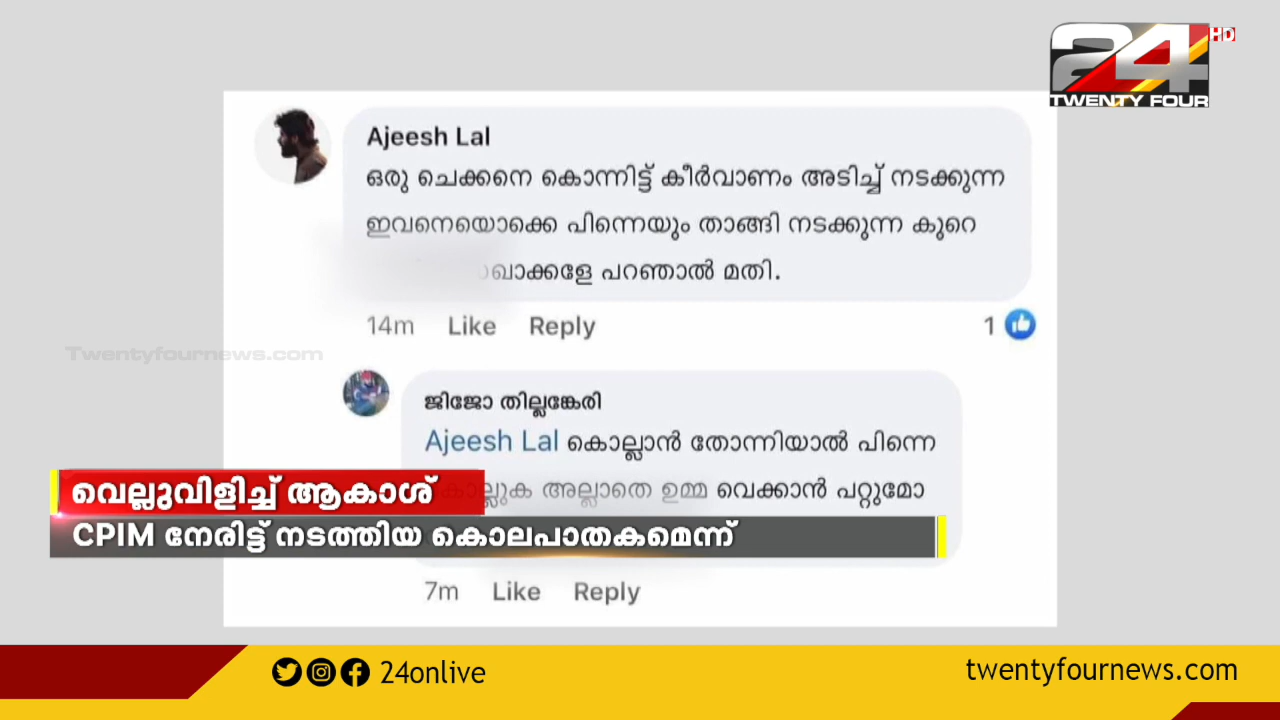 24
HD
TWENTY FOUR
Ajeesh Lal
ഒരു ചെക്കനെ കൊന്നിട്ട് കീർവാണം അടിച്ച് നടക്കുന്ന
ഇവനെയൊക്കെ പിന്നെയും താങ്ങി നടക്കുന്ന കുറെ
പറഞാൽ മതി.
14m Like Reply 1
Twentyfournews.com
ജിജോ തില്ലങ്കേരി
Ajeesh Lal കൊല്ലാൻ തോന്നിയാൽ പിന്നെ
അല്ലാതെ ഉമ്മ വെക്കാൻ പറ്റുമോ
വെല്ലുവിളിച്ച് ആകാശ്
CPIM നേരിട്ട് നടത്തിയ കൊലപാതകമെന്ന്
7m Like Reply
24onlive
twentyfournews.com